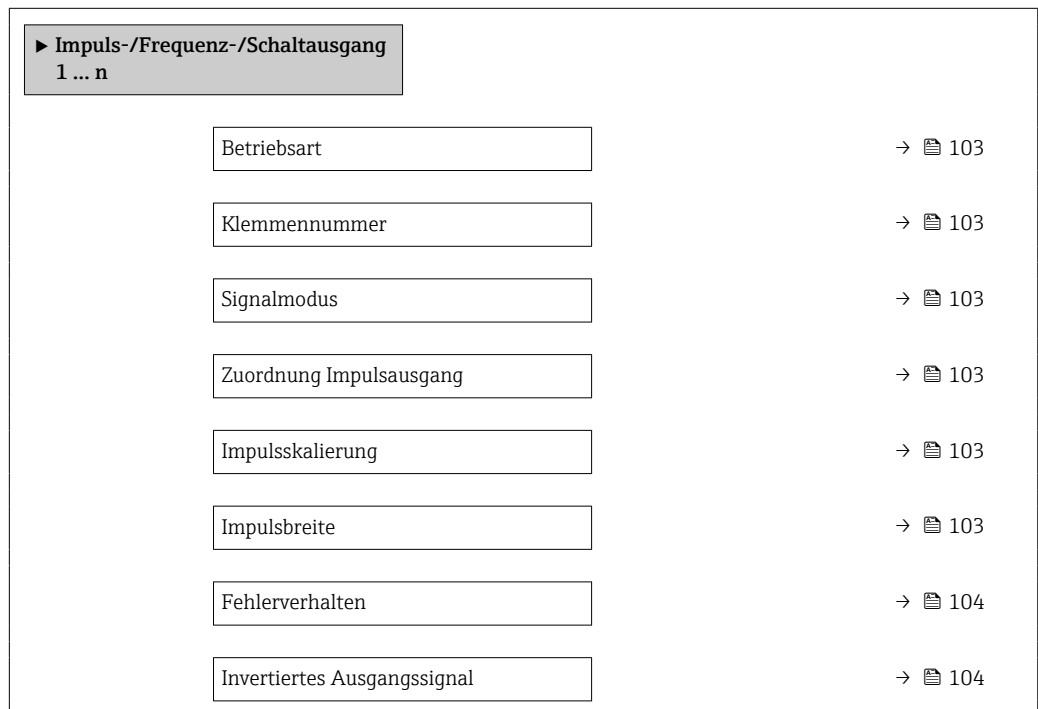 ▶ Impuls-/Frequenz-/Schaltausgang
1 ... n
Betriebsart → 103
Klemmennummer → 103
Signalmodus → 103
Zuordnung Impulsausgang → 103
Impulsskalierung → 103
Impulsbreite → 103
Fehlerverhalten → 104
Invertiertes Ausgangssignal → 104